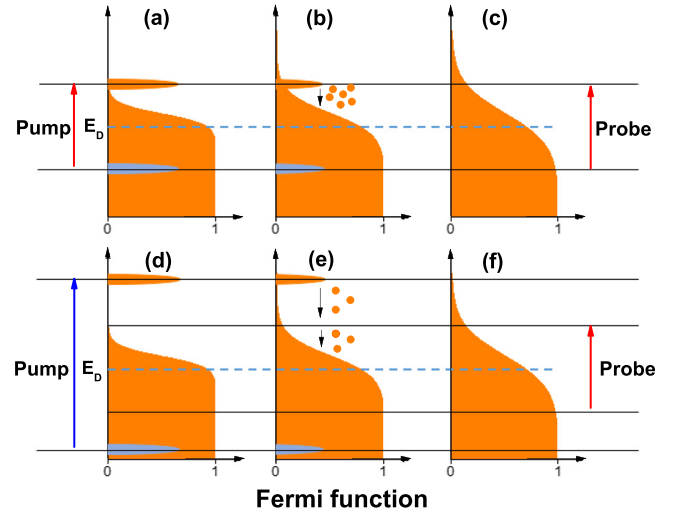 (a) (b) (c)
Pump E_D Probe
0 1 0 1 0 1
(d) (e) (f)
Pump E_D Probe
0 1 0 1 0 1
Fermi function